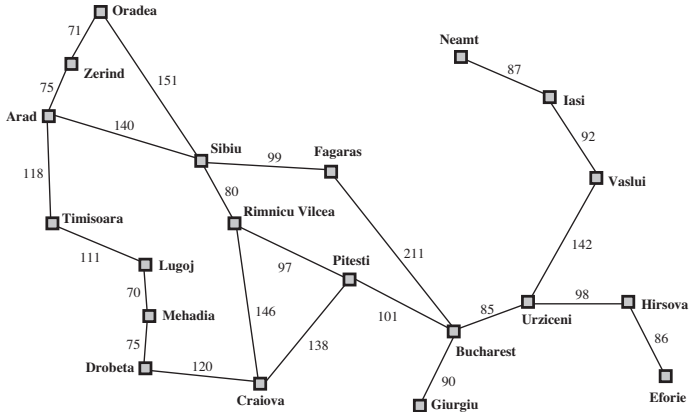 Oradea
71
Neamt
Zerind
87
75
151
Iasi
Arad
140
92
Sibiu
99
Fagaras
118
80
Vaslui
Timisoara
Rimnicu Vilcea
142
111
Lugoj
97
Pitesti
211
70
98
Hirsova
Mehadia
146
101
85
Urziceni
75
138
86
Bucharest
120
Drobeta
90
Craiova
Giurgiu
Eforie